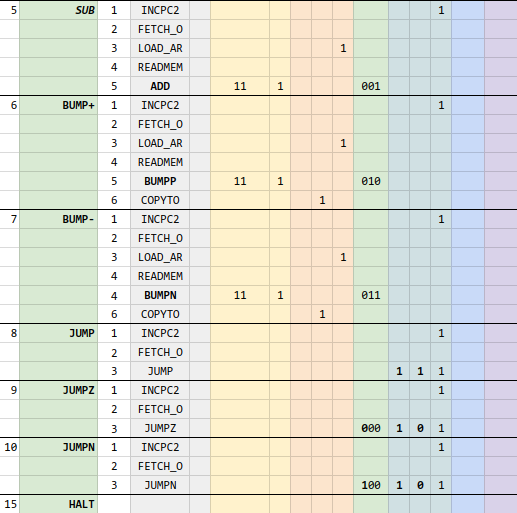 5 SUB 1 INCPC2 1
2 FETCH_O
3 LOAD_AR 1
4 READMEM
5 ADD 11 1 001
6 BUMP+ 1 INCPC2 1
2 FETCH_O
3 LOAD_AR 1
4 READMEM
5 BUMPP 11 1 010
6 COPYTO 1
7 BUMP- 1 INCPC2 1
2 FETCH_O
3 LOAD_AR 1
4 READMEM
4 BUMPN 11 1 011
6 COPYTO 1
8 JUMP 1 INCPC2 1
2 FETCH_O
3 JUMP 1 1 1
9 JUMPZ 1 INCPC2 1
2 FETCH_O
3 JUMPZ 000 1 0 1
10 JUMPN 1 INCPC2 1
2 FETCH_O
3 JUMPN 100 1 0 1
15 HALT